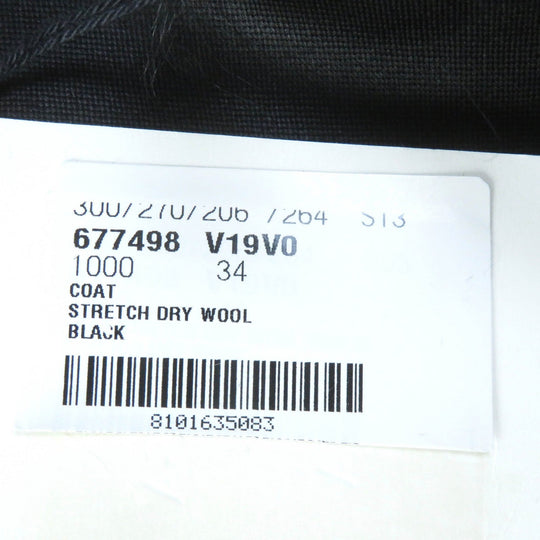 300/270/206 7264 S13
677498 V19V0
1000 34
COAT
STRETCH DRY WOOL
BLACK
8101635083